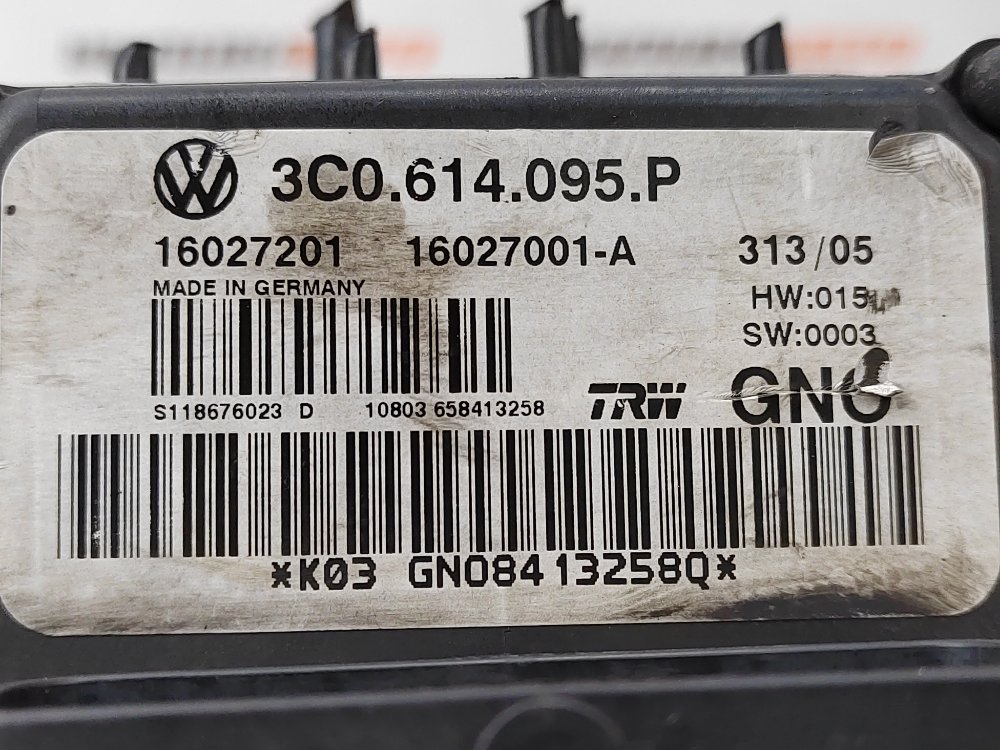 3C0.614.095.P
16027201 16027001-A 313/05
MADE IN GERMANY
HW:015
SW:0003
S118676023 D 10803 658413258
TRW GNO
*K03 GNO8413258Q*